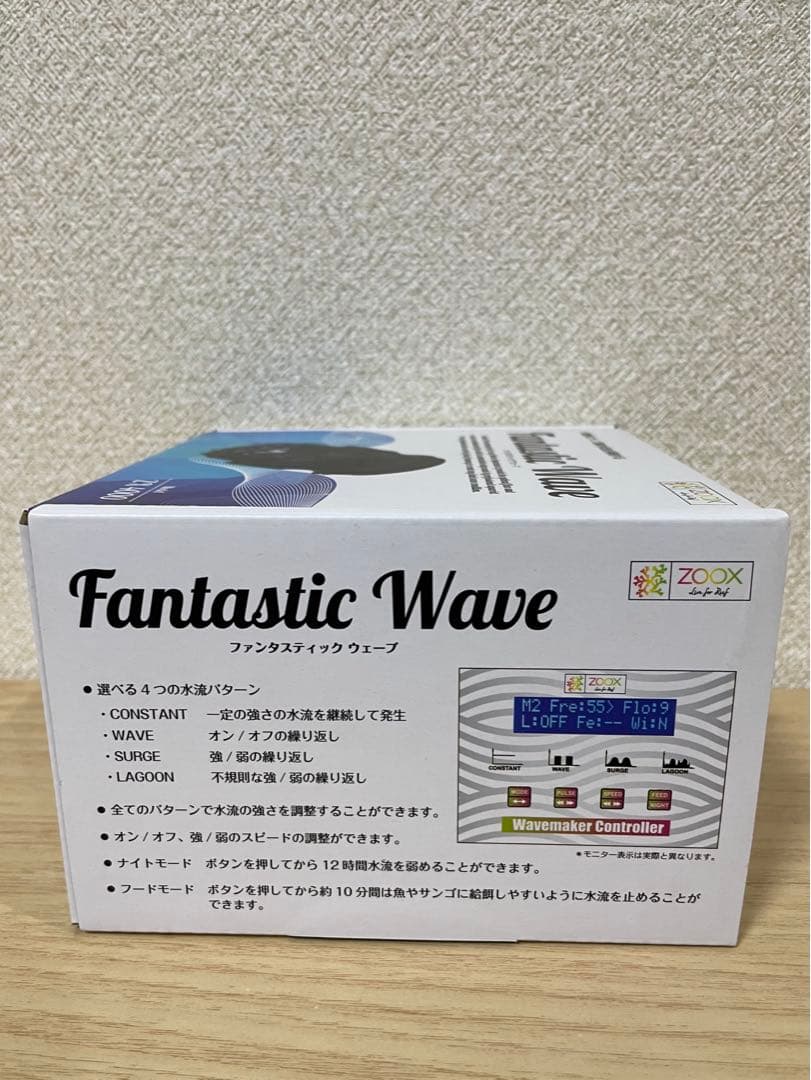 Fantastic Wave
ZR 4000
ZOOX
Fantastic Wave
ファンタスティック ウェーブ
ZOOX
Live for Reef
● 選べる4つの水流パターン
・CONSTANT 一定の強さの水流を継続して発生
・WAVE オン / オフの繰り返し
・SURGE 強 / 弱の繰り返し
・LAGOON 不規則な強 / 弱の繰り返し
● 全てのパターンで水流の強さを調整することができます。
● オン / オフ、強 / 弱のスピードの調整ができます。
● ナイトモード ボタンを押してから12時間水流を弱めることができます。
● フードモード ボタンを押してから約10分間は魚やサンゴに給餌しやすいように水流を止めることが
できます。
ZOOX
M2 Fre:55> Flo:9
L:OFF Fe:-- Wi:N
CONSTANT WAVE SURGE LAGOON
MODE PULSE SPEED FEED
NIGHT
Wavemaker Controller
＊モニター表示は実際と異なります。